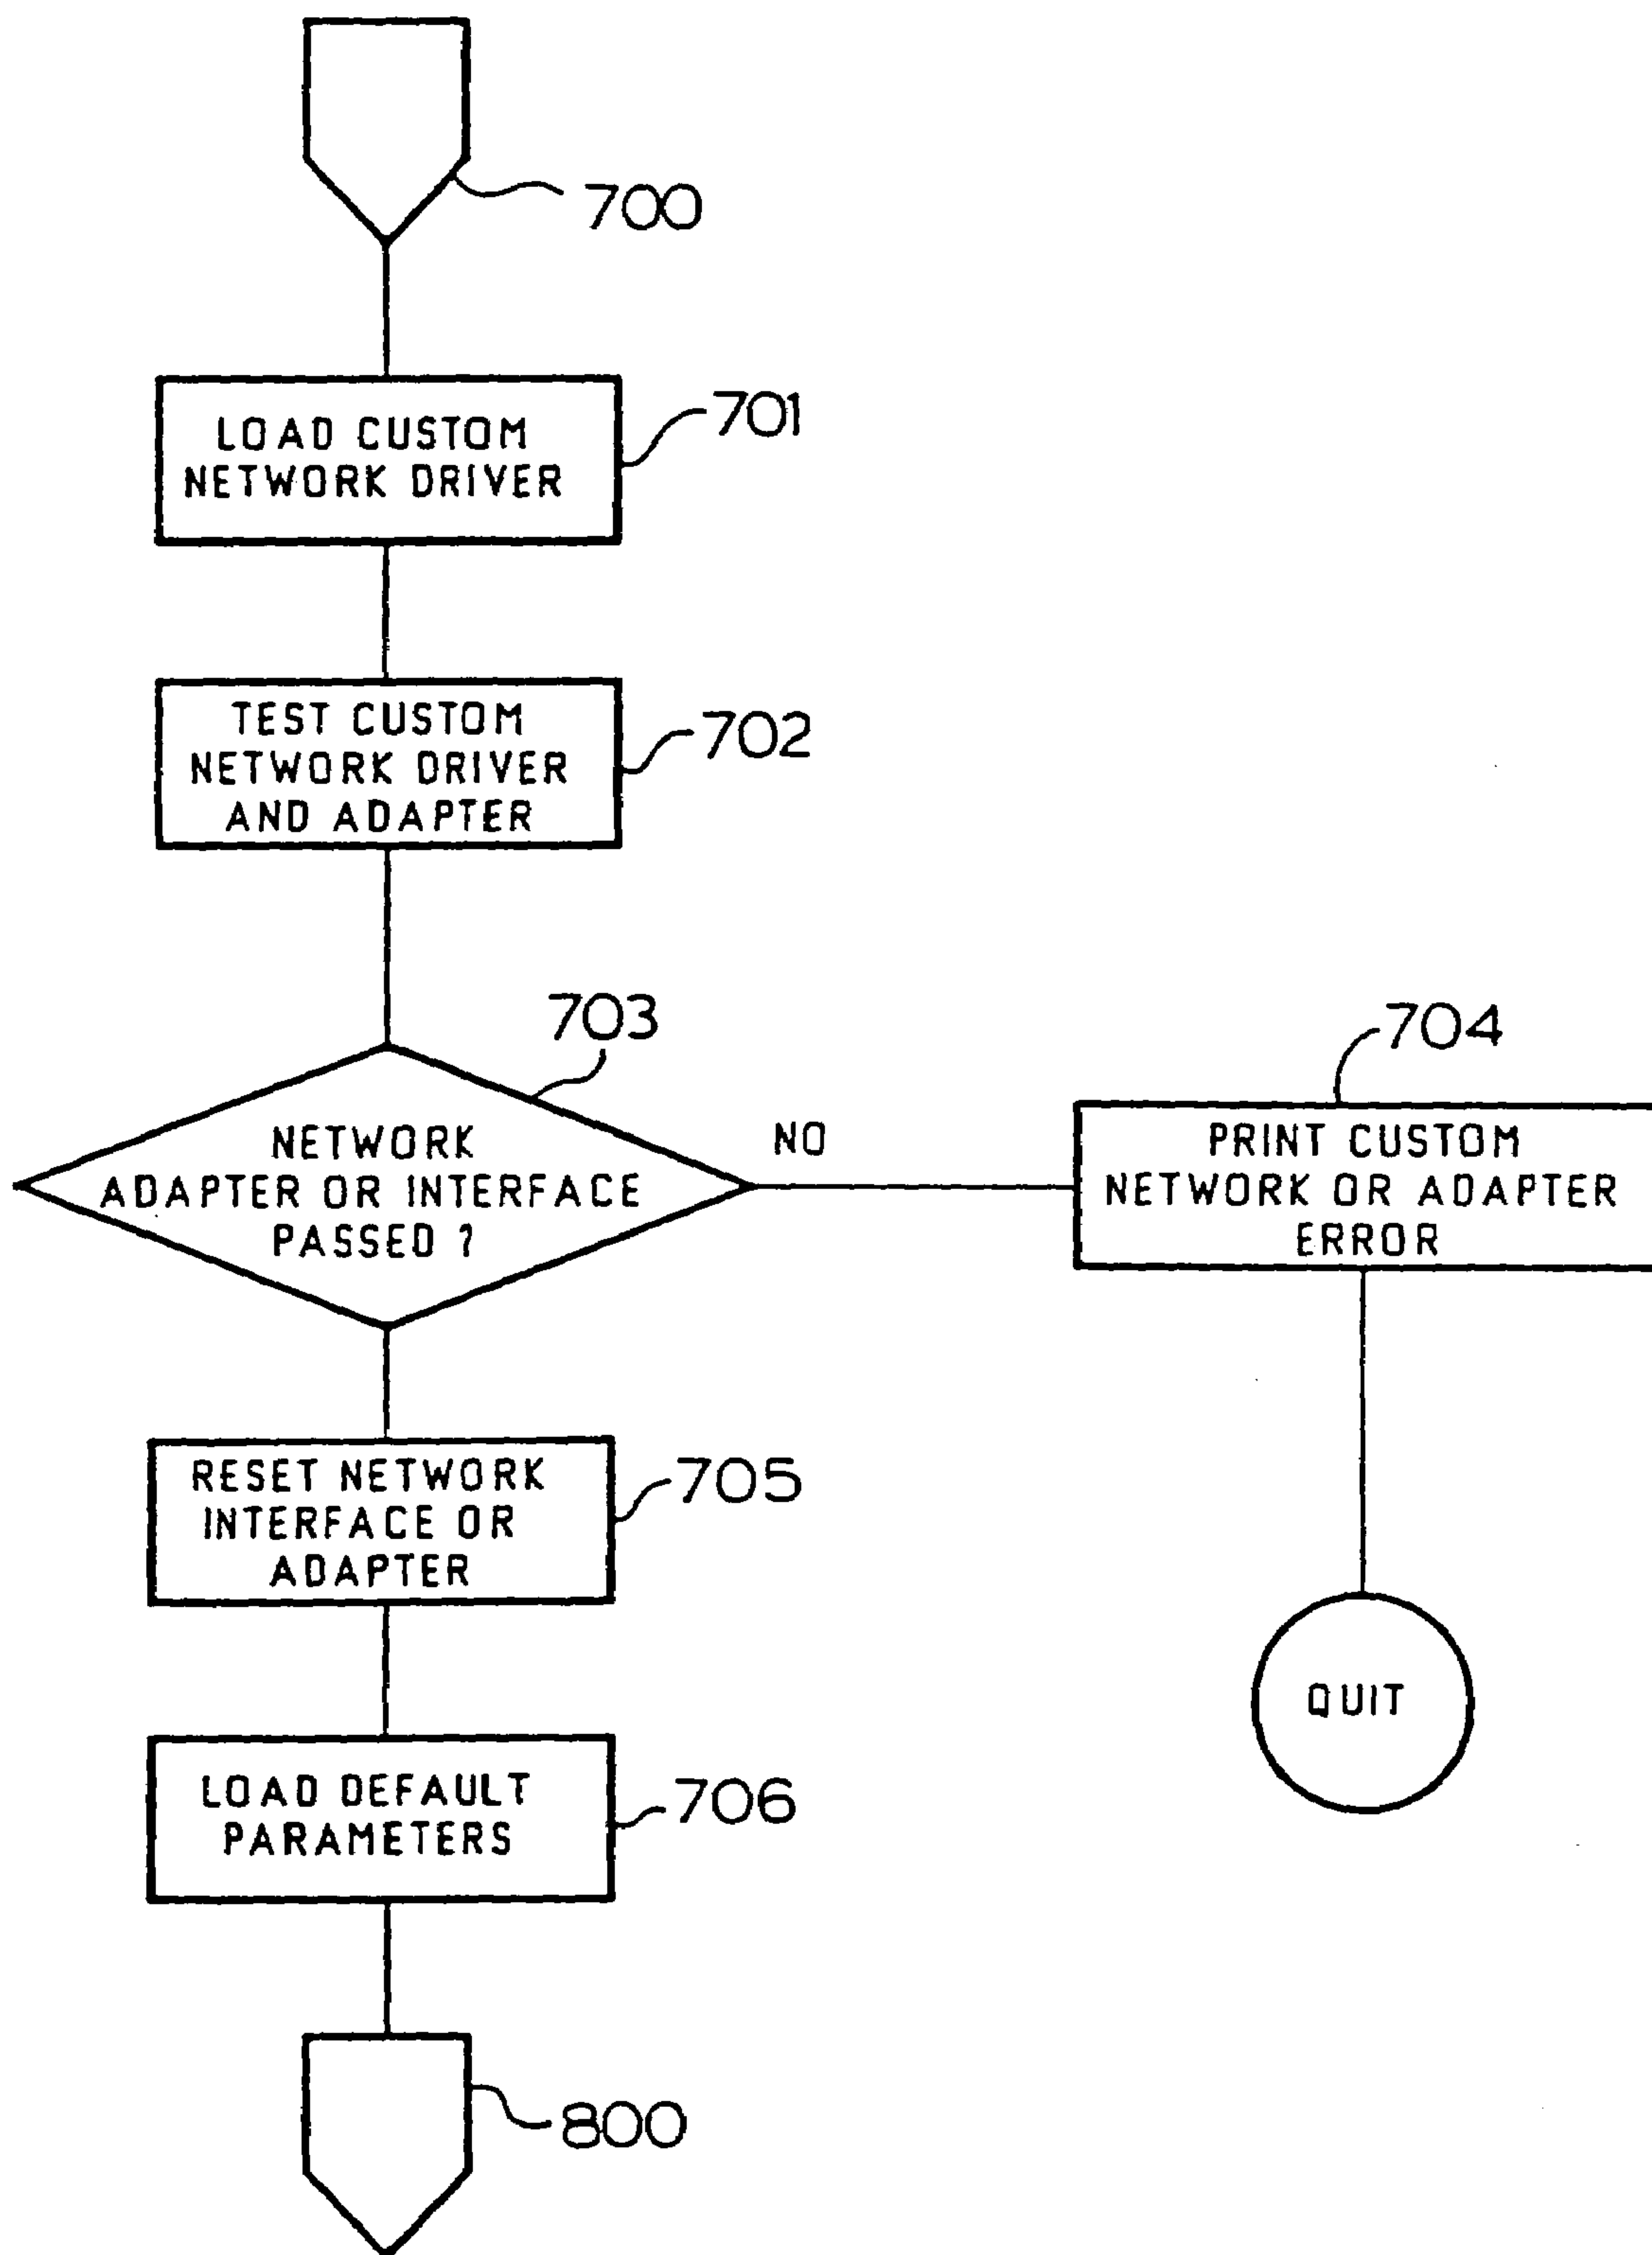 700
LOAD CUSTOM
NETWORK DRIVER
701
TEST CUSTOM
NETWORK DRIVER
AND ADAPTER
702
703
NETWORK
ADAPTER OR INTERFACE
PASSED ?
NO
704
PRINT CUSTOM
NETWORK OR ADAPTER
ERROR
RESET NETWORK
INTERFACE OR
ADAPTER
705
QUIT
LOAD DEFAULT
PARAMETERS
706
800